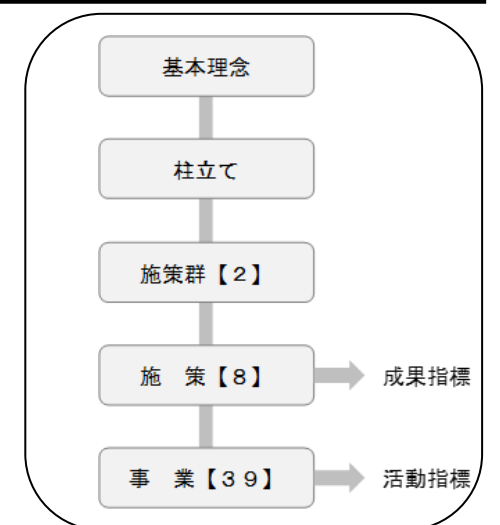 基本理念
柱立て
施策群【２】
施　策【８】　成果指標
事　業【３９】　活動指標